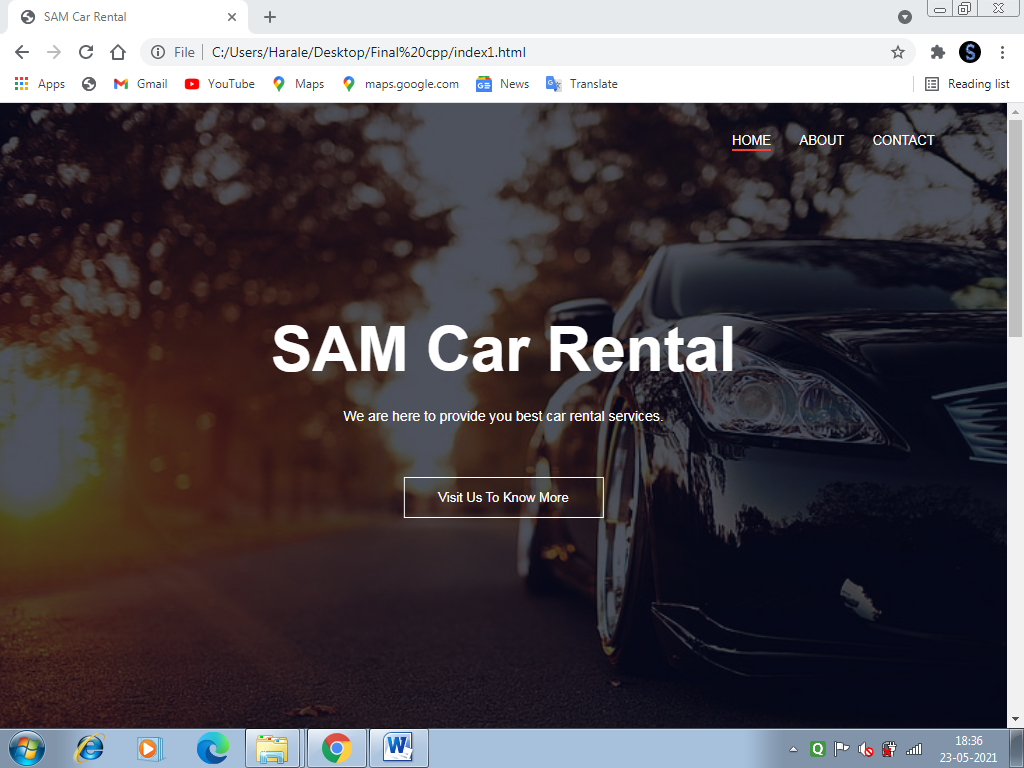 SAM Car Rental
File C:/Users/Harale/Desktop/Final%20cpp/index1.html
S
Apps Gmail YouTube Maps maps.google.com News Translate Reading list
HOME ABOUT CONTACT
SAM Car Rental
We are here to provide you best car rental services.
Visit Us To Know More
18:36
23-05-2021